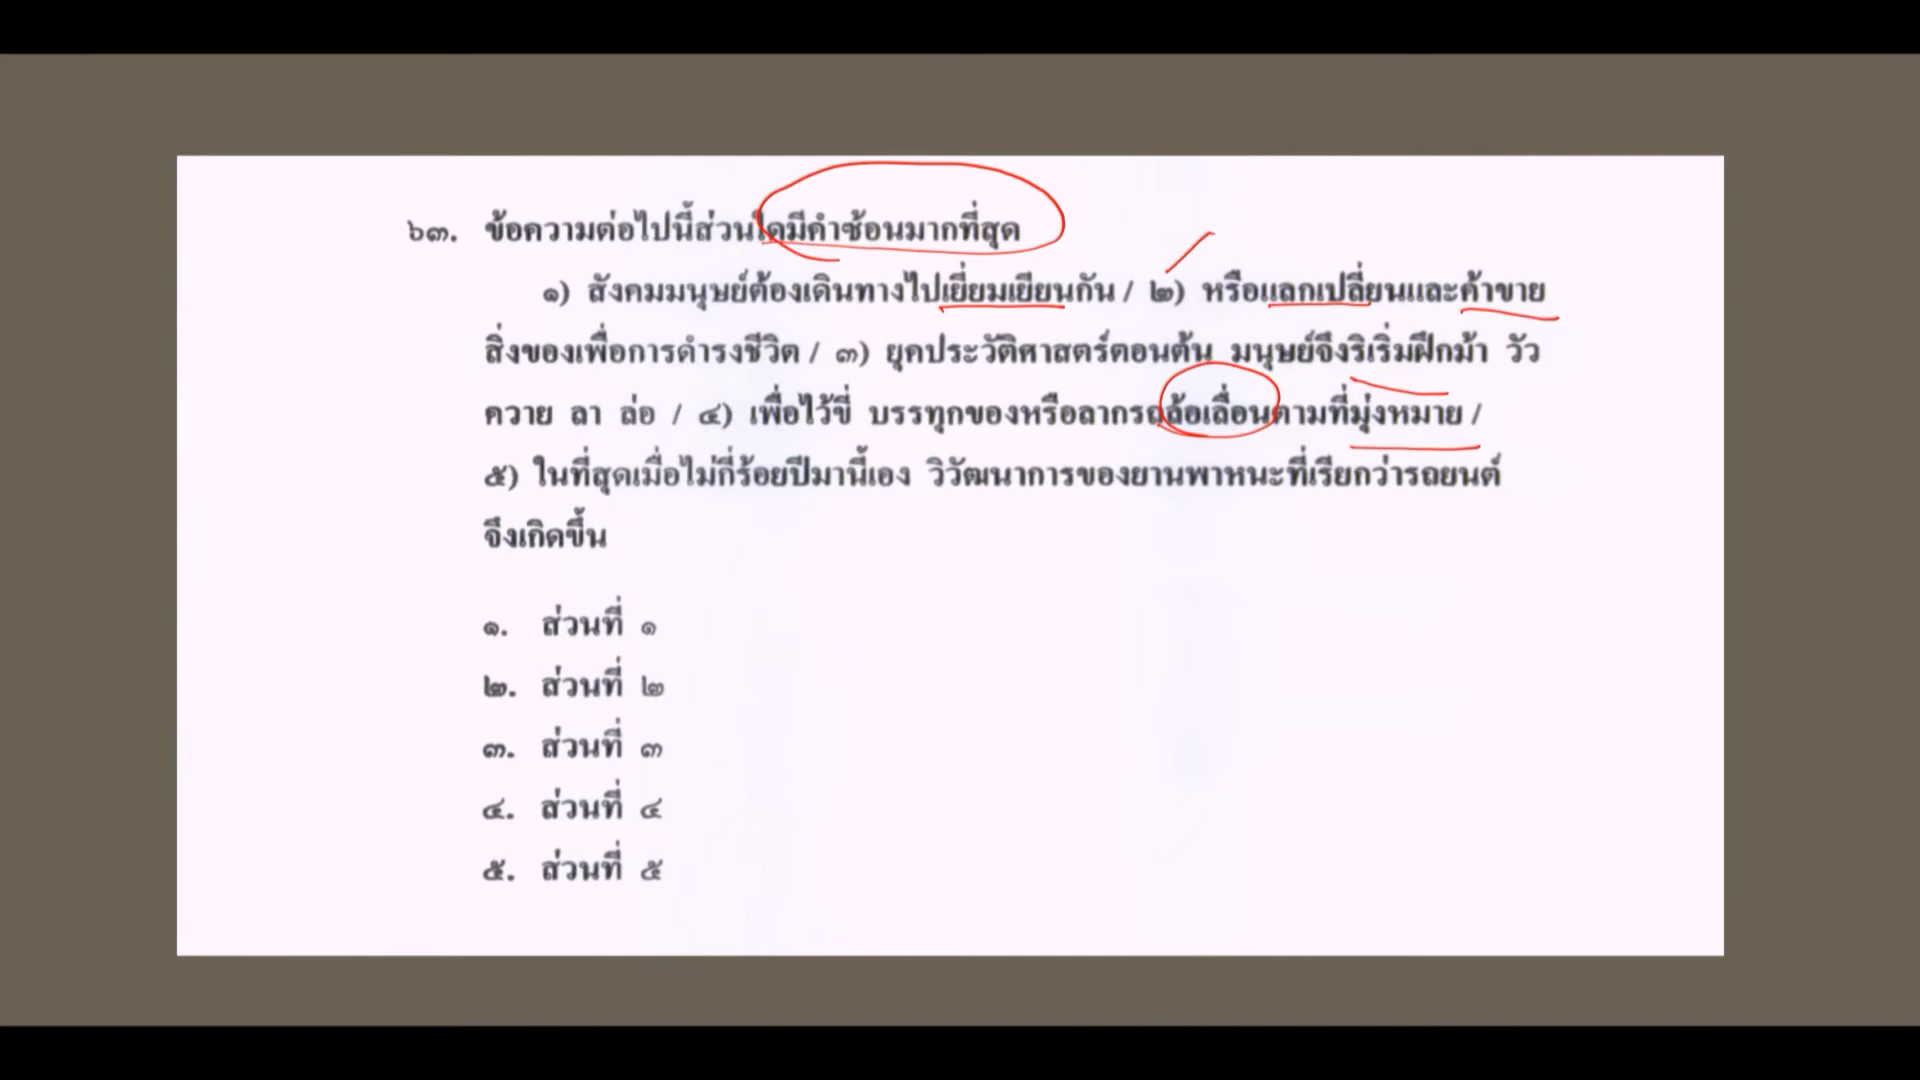 ๖๓. ข้อความต่อไปนี้ส่วนใดมีคำซ้อนมากที่สุด
๑) สังคมมนุษย์ต้องเดินทางไปเยี่ยมเยียนกัน / ๒) หรือแลกเปลี่ยนและค้าขาย
สิ่งของเพื่อการดำรงชีวิต / ๓) ยุคประวัติศาสตร์ตอนต้น มนุษย์จึงริเริ่มฝึกม้า วัว
ควาย ลา ล่อ / ๔) เพื่อไว้ขี่ บรรทุกของหรือลากรถล้อเลื่อนตามที่มุ่งหมาย /
๕) ในที่สุดเมื่อไม่กี่ร้อยปีมานี้เอง วิวัฒนาการของยานพาหนะที่เรียกว่ารถยนต์
จึงเกิดขึ้น
๑. ส่วนที่ ๑
๒. ส่วนที่ ๒
๓. ส่วนที่ ๓
๔. ส่วนที่ ๔
๕. ส่วนที่ ๕